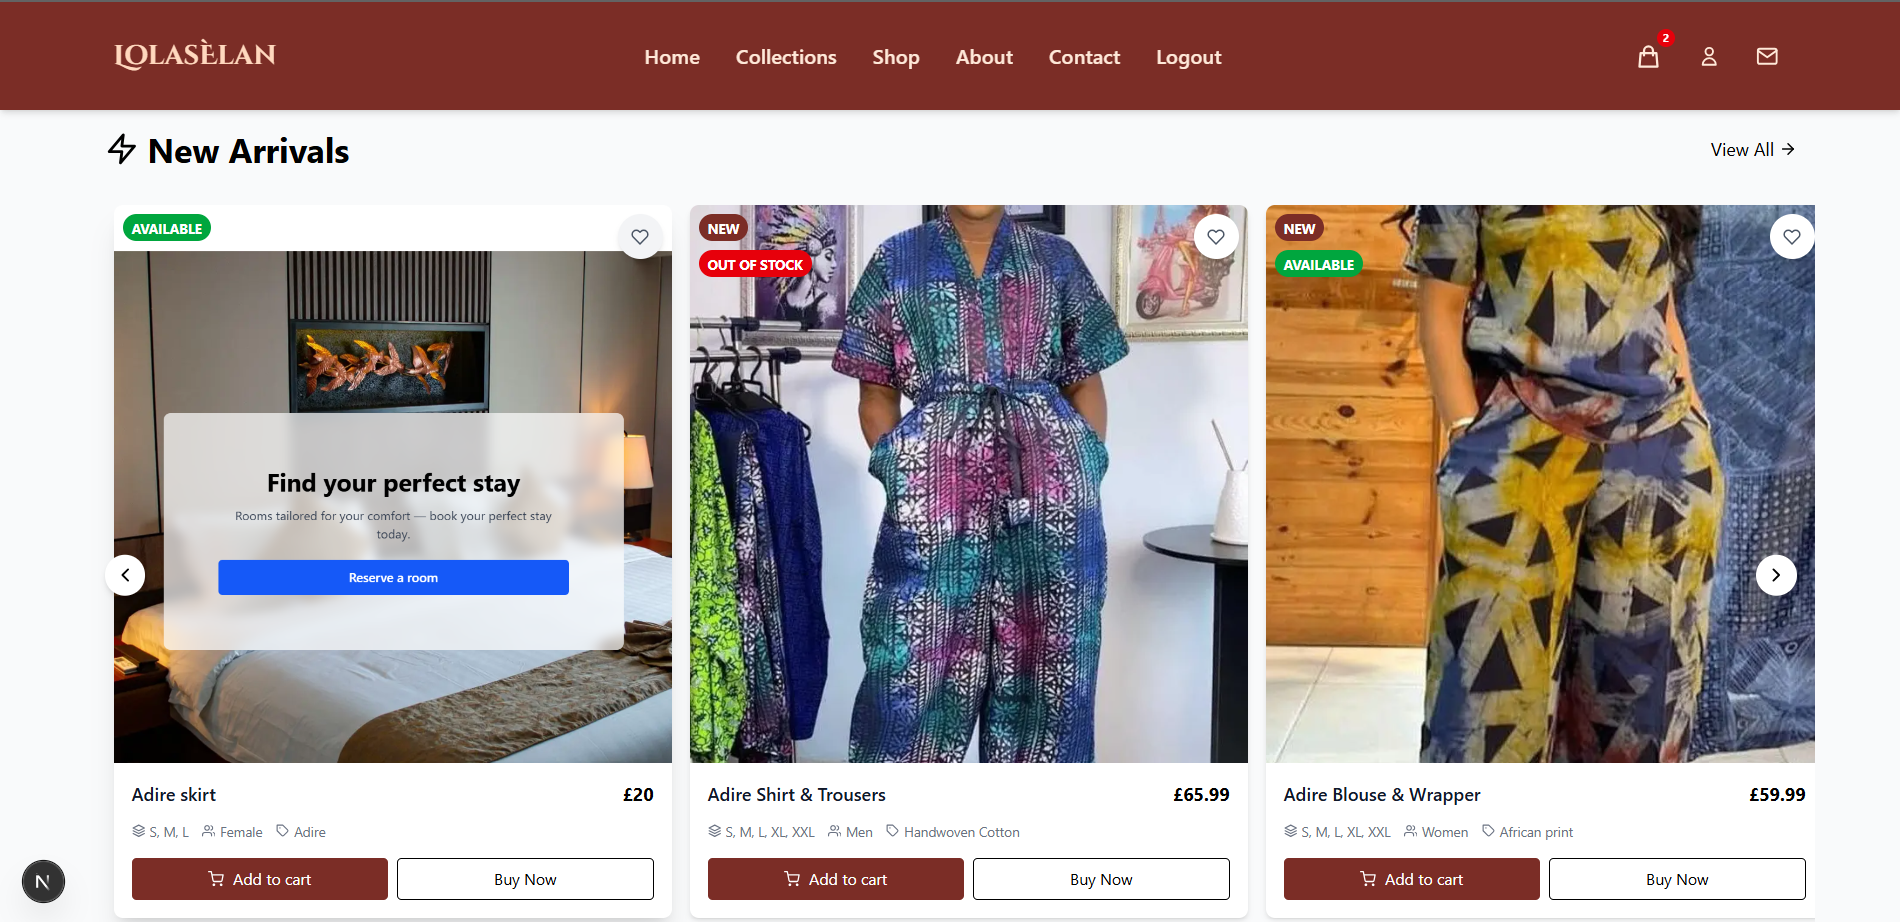 LOLASÈLAN
Home Collections Shop About Contact Logout
2
New Arrivals
View All
AVAILABLE
Find your perfect stay
Rooms tailored for your comfort — book your perfect stay
today.
Reserve a room
Adire skirt £20
S, M, L Female Adire
Add to cart Buy Now
NEW
OUT OF STOCK
Adire Shirt & Trousers £65.99
S, M, L, XL, XXL Men Handwoven Cotton
Add to cart Buy Now
NEW
AVAILABLE
Adire Blouse & Wrapper £59.99
S, M, L, XL, XXL Women African print
Add to cart Buy Now
N